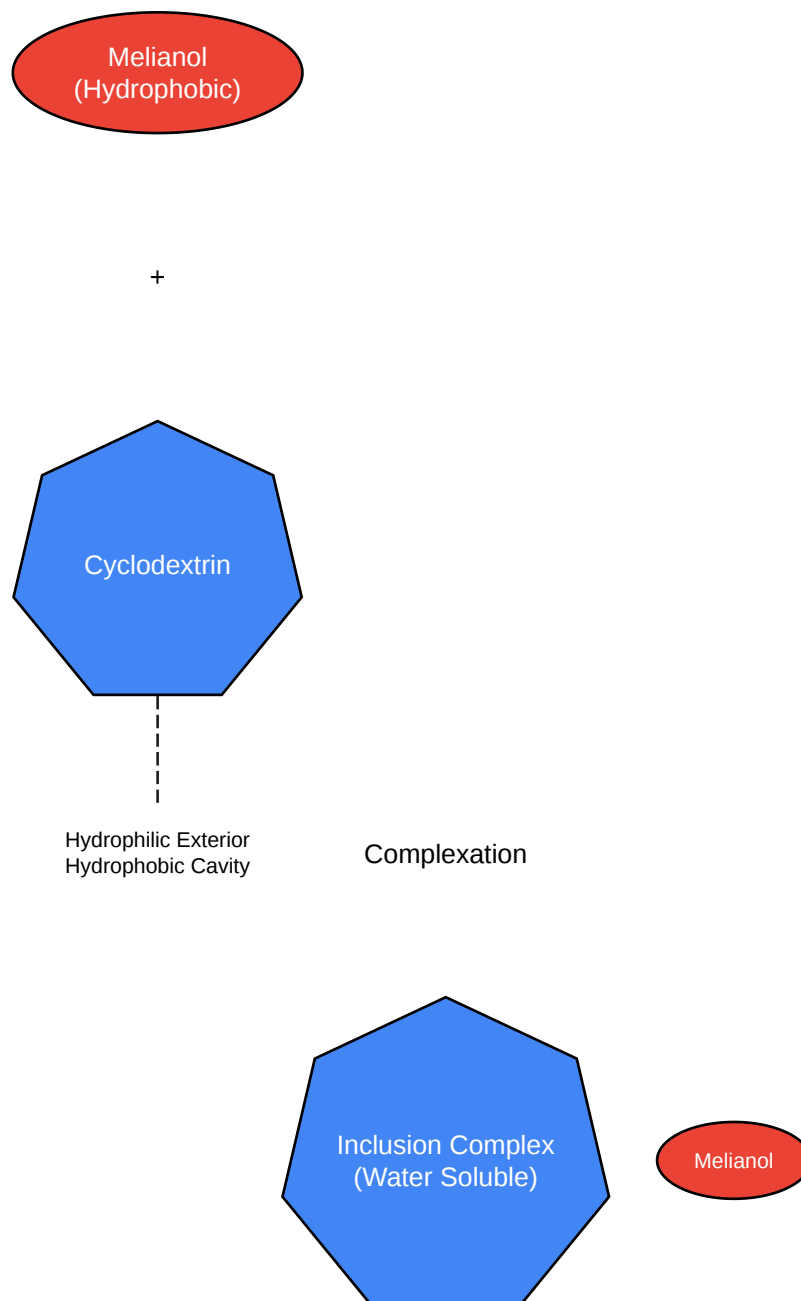 Melianol
(Hydrophobic)
+
Cyclodextrin
Hydrophilic Exterior
Hydrophobic Cavity
Complexation
Inclusion Complex
(Water Soluble)
Melianol